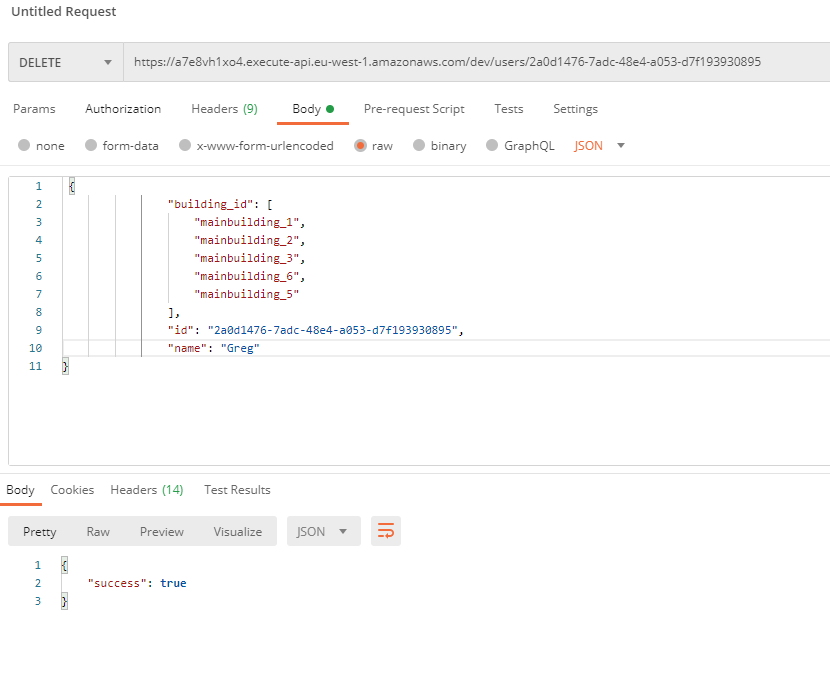 Untitled Request
DELETE https://a7e8vh1xo4.execute-api.eu-west-1.amazonaws.com/dev/users/2a0d1476-7adc-48e4-a053-d7f193930895
Params Authorization Headers (9) Body Pre-request Script Tests Settings
none form-data x-www-form-urlencoded raw binary GraphQL JSON
1 {
2 "building_id": [
3 "mainbuilding_1",
4 "mainbuilding_2",
5 "mainbuilding_3",
6 "mainbuilding_6",
7 "mainbuilding_5"
8 ],
9 "id": "2a0d1476-7adc-48e4-a053-d7f193930895",
10 "name": "Greg"
11 }
Body Cookies Headers (14) Test Results
Pretty Raw Preview Visualize JSON
1 {
2 "success": true
3 }